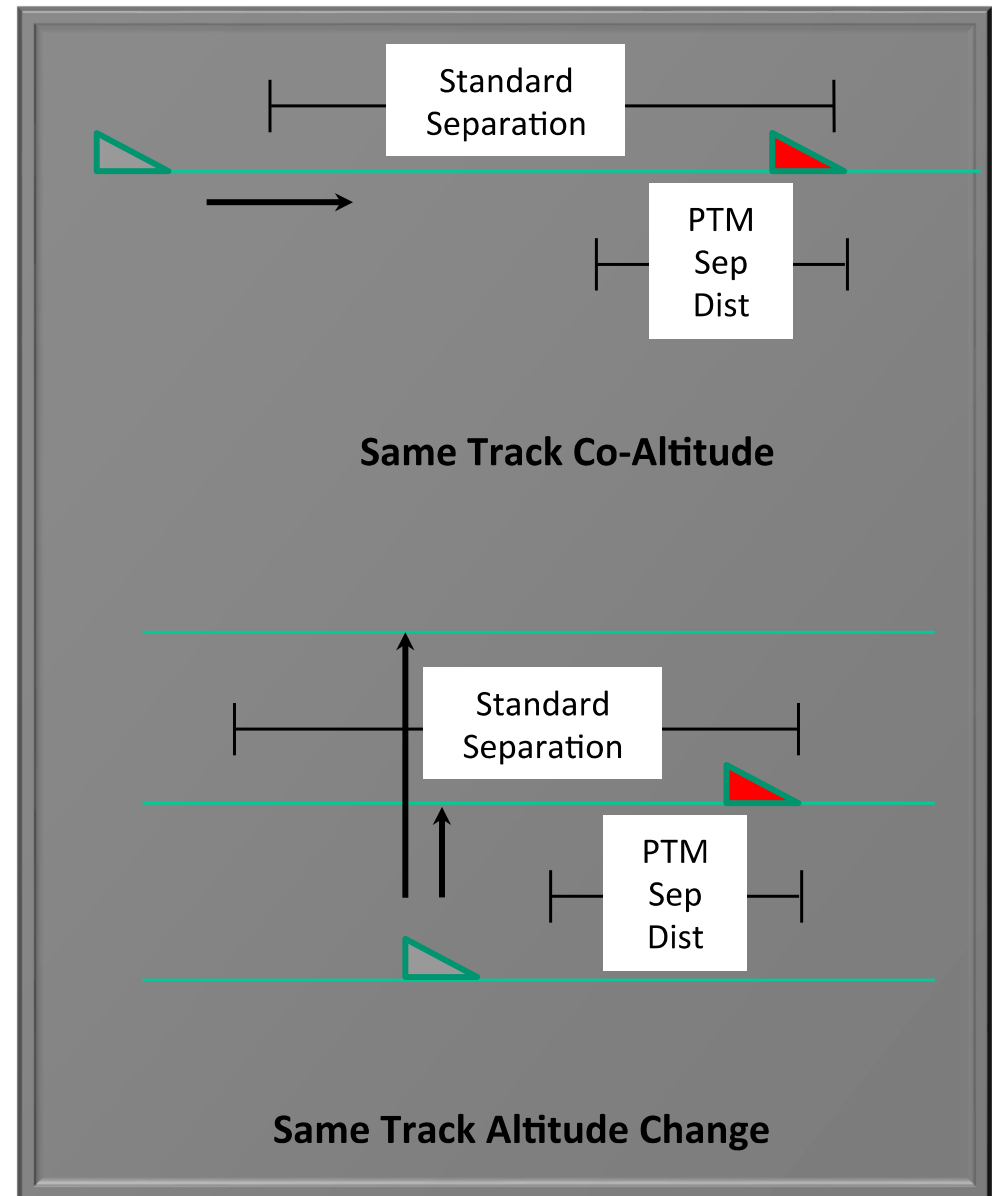 Standard
Separation
PTM
Sep
Dist
Same Track Co-Altitude
Standard
Separation
PTM
Sep
Dist
Same Track Altitude Change